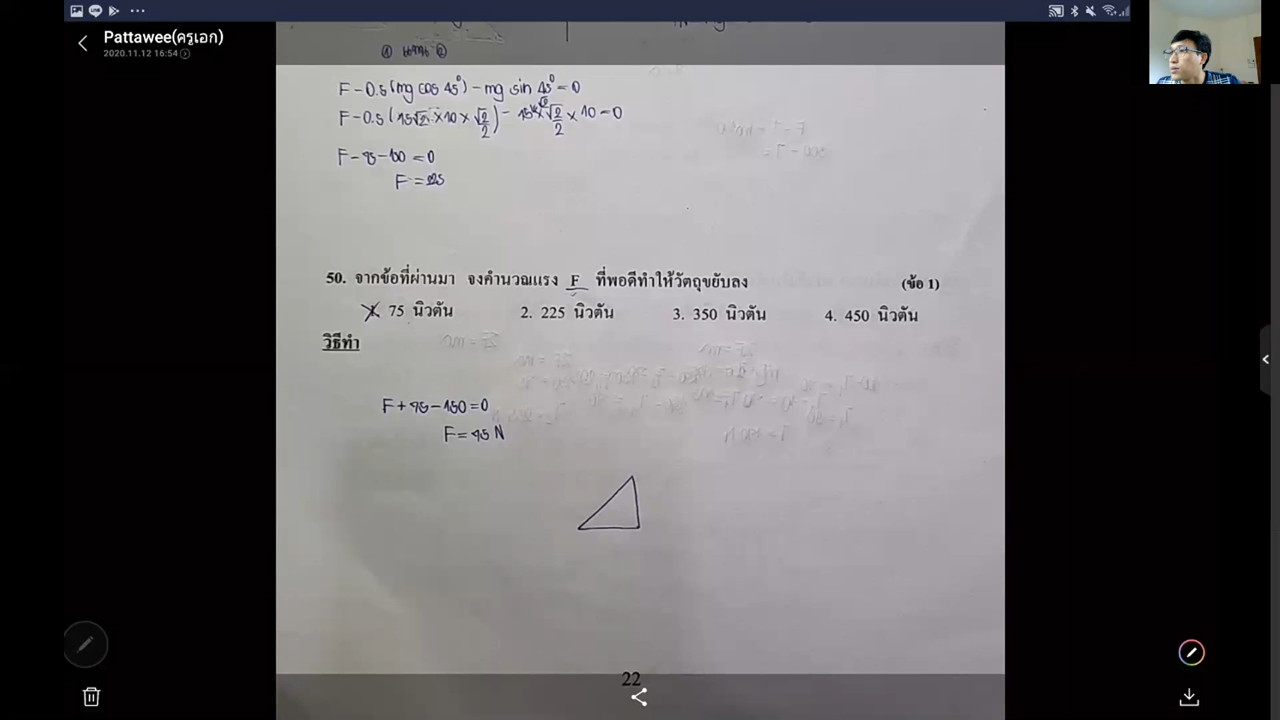 Pattawee(ครูเอก)
2020.11.12 16:54
F - 0.5(mg cos 45°) - mg sin 45° = 0
F - 0.5(15√2 × 10 × √2/2) - 15√2 × √2/2 × 10 = 0
F - 75 - 150 = 0
F = 225
50. จากข้อที่ผ่านมา จงคำนวณแรง F ที่พอดีทำให้วัตถุขยับลง (ข้อ 1)
75 นิวตัน 2. 225 นิวตัน 3. 350 นิวตัน 4. 450 นิวตัน
วิธีทำ
F + 75 - 150 = 0
F = 75 N
22